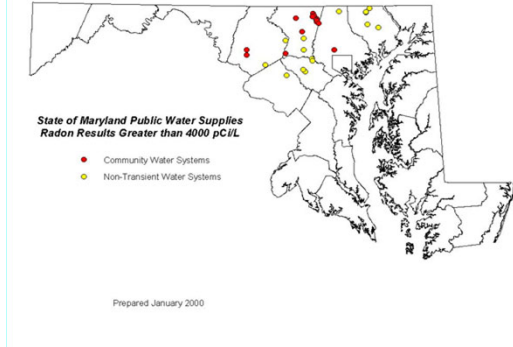 State of Maryland Public Water Supplies
Radon Results Greater than 4000 pCi/L
Community Water Systems
Non-Transient Water Systems
Prepared January 2000